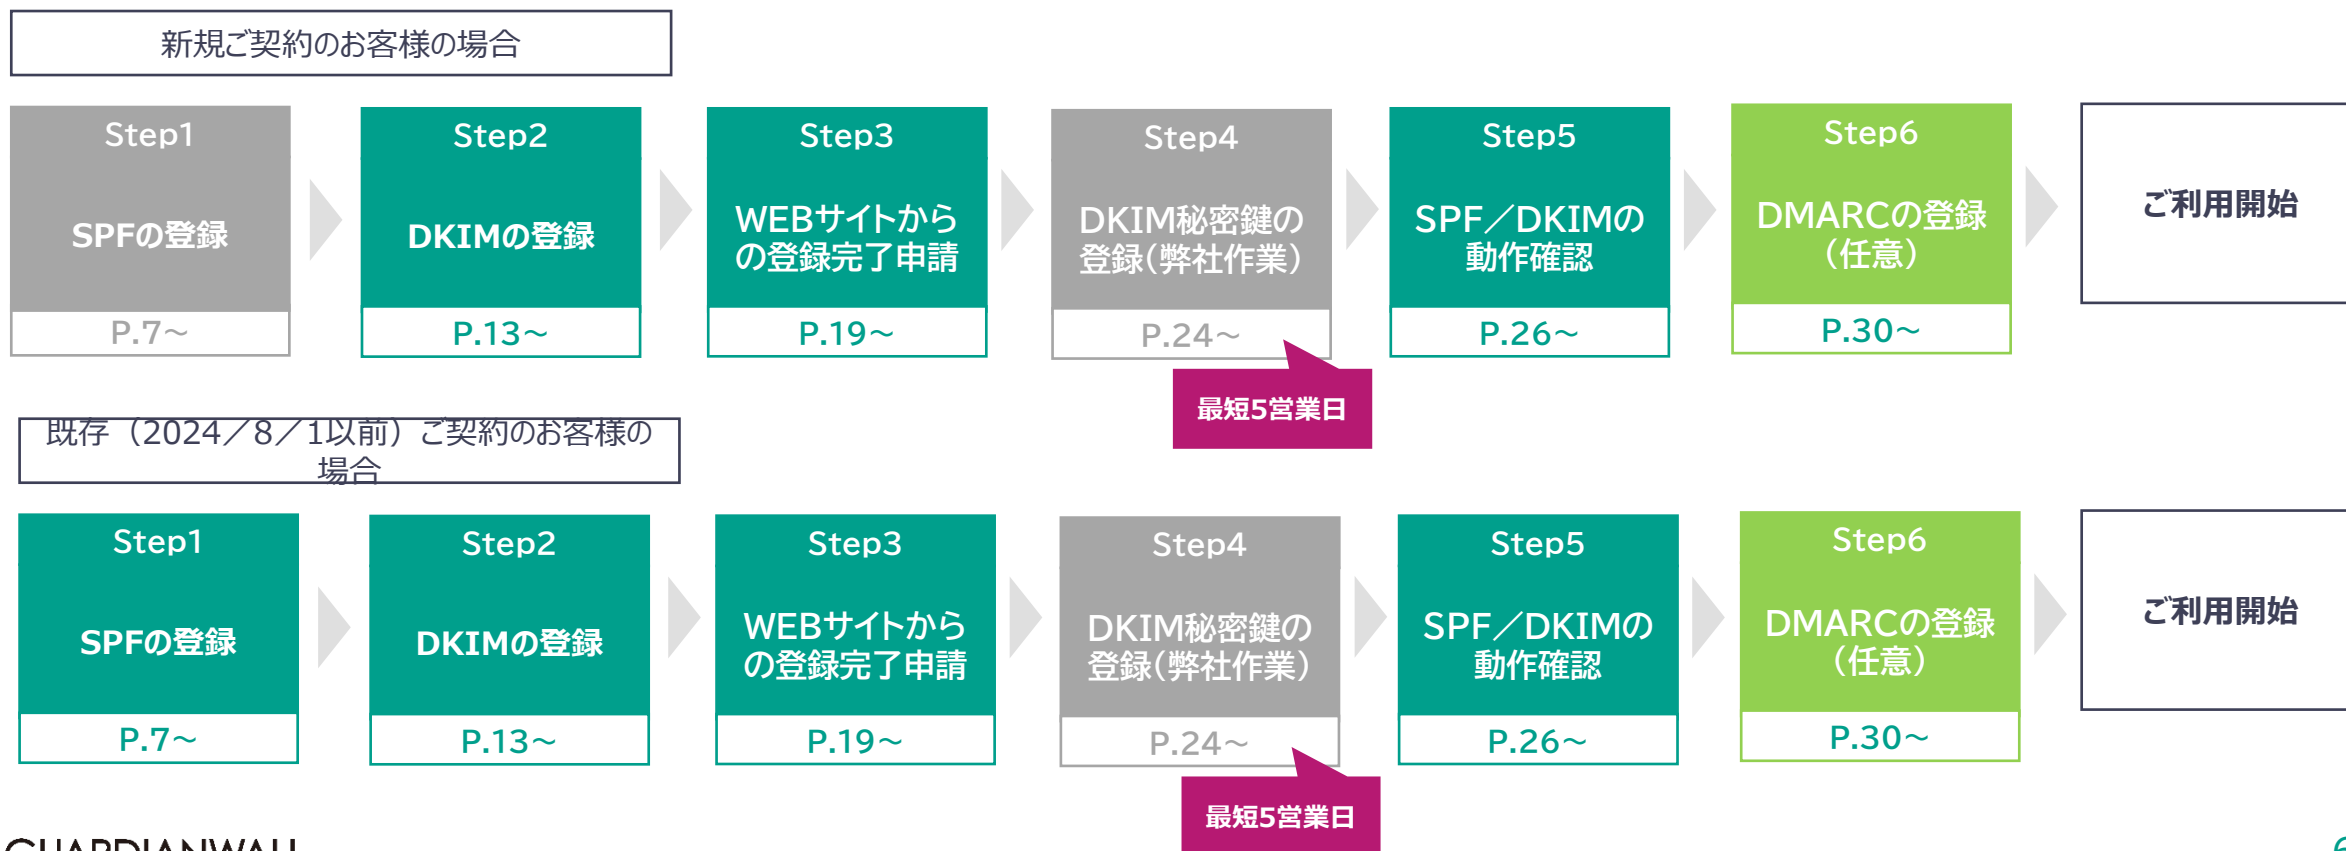 新規ご契約のお客様の場合
Step1
SPFの登録
P.7～
Step2
DKIMの登録
P.13～
Step3
WEBサイトから
の登録完了申請
P.19～
Step4
DKIM秘密鍵の
登録（弊社作業）
P.24～
最短5営業日
Step5
SPF／DKIMの
動作確認
P.26～
Step6
DMARCの登録
（任意）
P.30～
ご利用開始
既存（2024／8／1以前）ご契約のお客様の
場合
Step1
SPFの登録
P.7～
Step2
DKIMの登録
P.13～
Step3
WEBサイトから
の登録完了申請
P.19～
Step4
DKIM秘密鍵の
登録（弊社作業）
P.24～
最短5営業日
Step5
SPF／DKIMの
動作確認
P.26～
Step6
DMARCの登録
（任意）
P.30～
ご利用開始
GUARDIANWALL